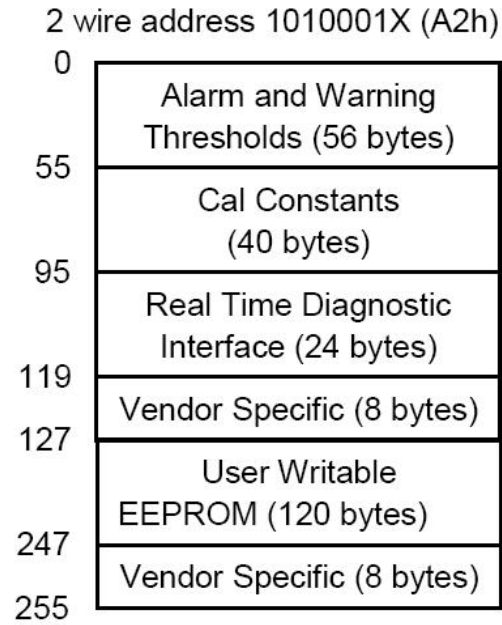 2 wire address 1010001X (A2h)
0
Alarm and Warning
Thresholds (56 bytes)
55
Cal Constants
(40 bytes)
95
Real Time Diagnostic
Interface (24 bytes)
119
Vendor Specific (8 bytes)
127
User Writable
EEPROM (120 bytes)
247
Vendor Specific (8 bytes)
255